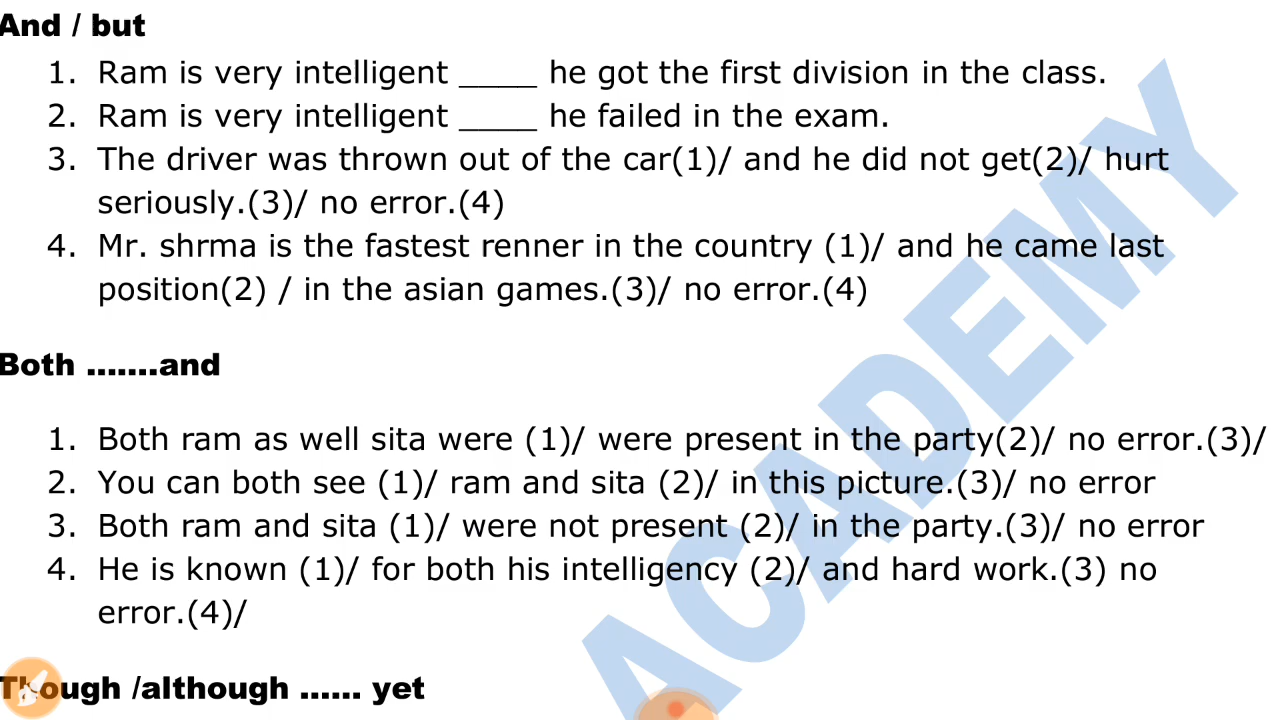 And / but
1. Ram is very intelligent ____ he got the first division in the class.
2. Ram is very intelligent ____ he failed in the exam.
3. The driver was thrown out of the car(1)/ and he did not get(2)/ hurt
seriously.(3)/ no error.(4)
4. Mr. shrma is the fastest renner in the country (1)/ and he came last
position(2) / in the asian games.(3)/ no error.(4)
Both .......and
1. Both ram as well sita were (1)/ were present in the party(2)/ no error.(3)/
2. You can both see (1)/ ram and sita (2)/ in this picture.(3)/ no error
3. Both ram and sita (1)/ were not present (2)/ in the party.(3)/ no error
4. He is known (1)/ for both his intelligency (2)/ and hard work.(3) no
error.(4)/
Though /although ...... yet
ACADEMY